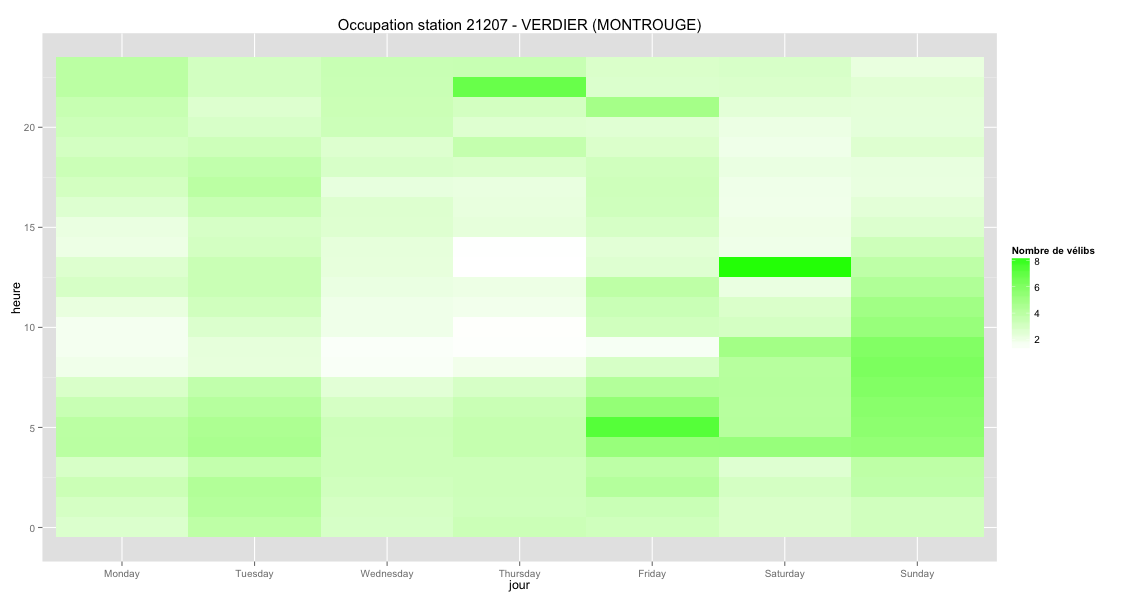 Occupation station 21207 - VERDIER (MONTROUGE)
heure
20
15
10
5
0
Monday Tuesday Wednesday Thursday Friday Saturday Sunday
jour
Nombre de vélibs
8
6
4
2